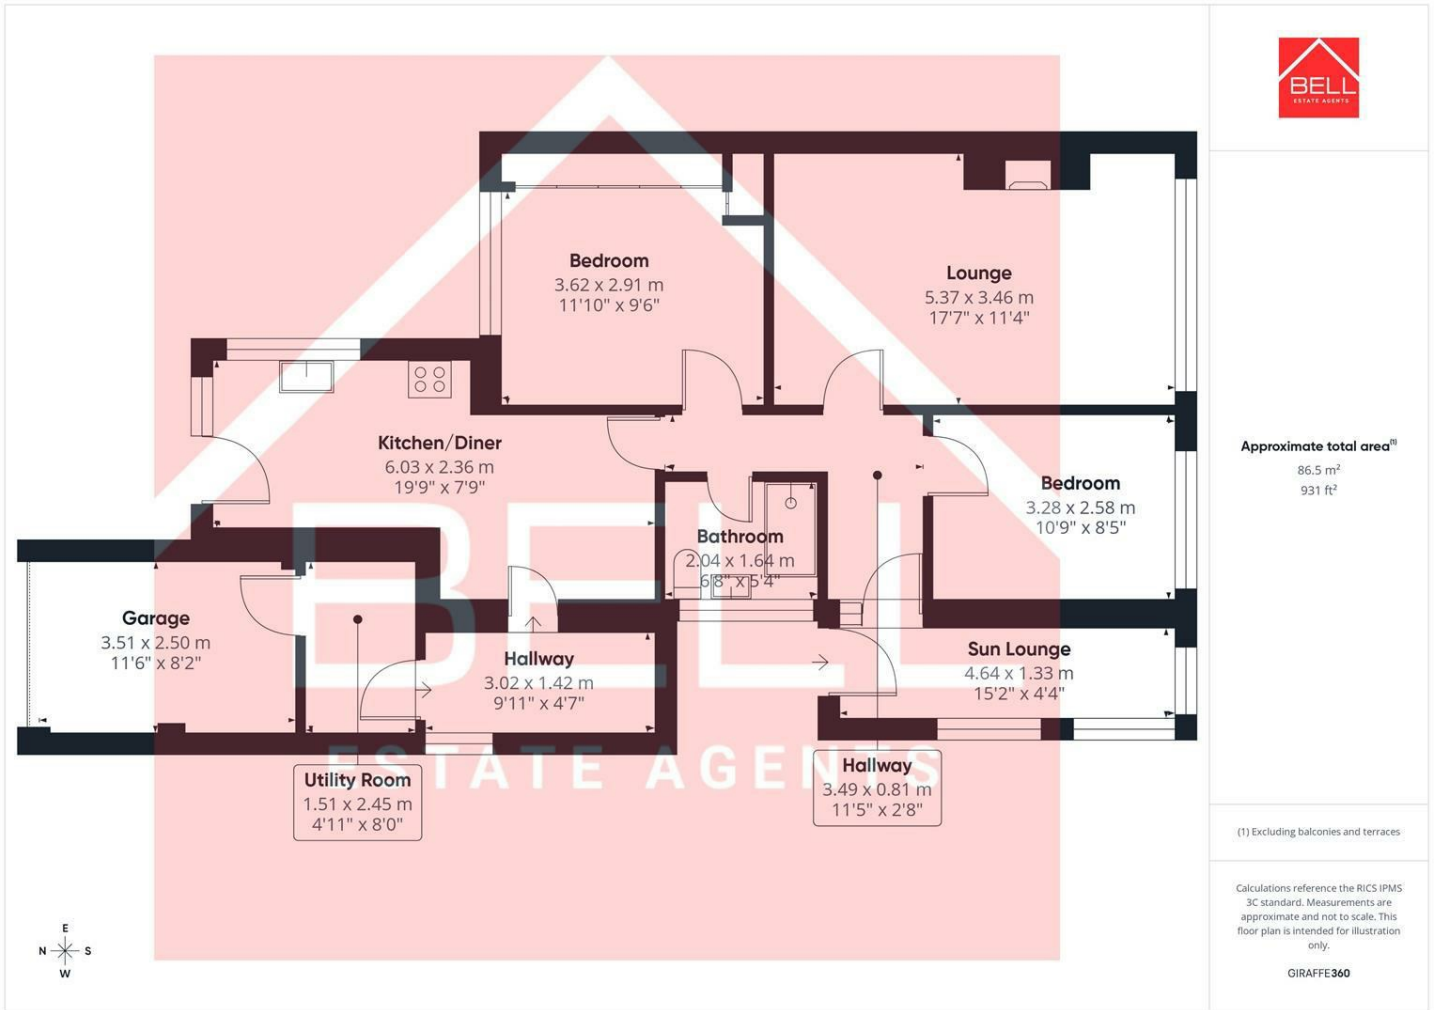 BELL
ESTATE AGENTS
Bedroom
3.62 x 2.91 m
11'10" x 9'6"
Lounge
5.37 x 3.46 m
17'7" x 11'4"
Kitchen/Diner
6.03 x 2.36 m
19'9" x 7'9"
Bedroom
3.28 x 2.58 m
10'9" x 8'5"
Bathroom
2.04 x 1.64 m
6'8" x 5'4"
Garage
3.51 x 2.50 m
11'6" x 8'2"
Hallway
3.02 x 1.42 m
9'11" x 4'7"
Sun Lounge
4.64 x 1.33 m
15'2" x 4'4"
Utility Room
1.51 x 2.45 m
4'11" x 8'0"
Hallway
3.49 x 0.81 m
11'5" x 2'8"
BELL
ESTATE AGENTS
E
N S
W
Approximate total area(1)
86.5 m²
931 ft²
(1) Excluding balconies and terraces
Calculations reference the RICS IPMS
3C standard. Measurements are
approximate and not to scale. This
floor plan is intended for illustration
only.
GIRAFFE360